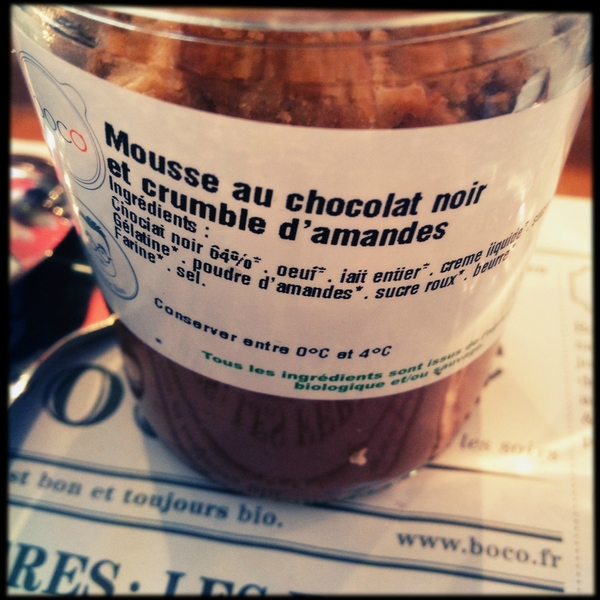 BOCO
Mousse au chocolat noir
et crumble d'amandes
Ingrédients :
Choclat noir 64%* . oeuf* . lait entier* . creme liquide*
gélatine* . poudre d'amandes* . sucre roux* . beurre
Farine* . sel.
Conserver entre 0°C et 4°C
Tous les ingrédients sont issus de
biologique et/ou sauvage
les soirs
st bon et toujours bio.
www.boco.fr
RES: LES